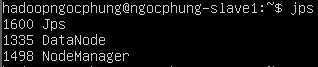 hadoopngocphung@ngocphung-slave1:~$ jps
1600 Jps
1335 DataNode
1498 NodeManager